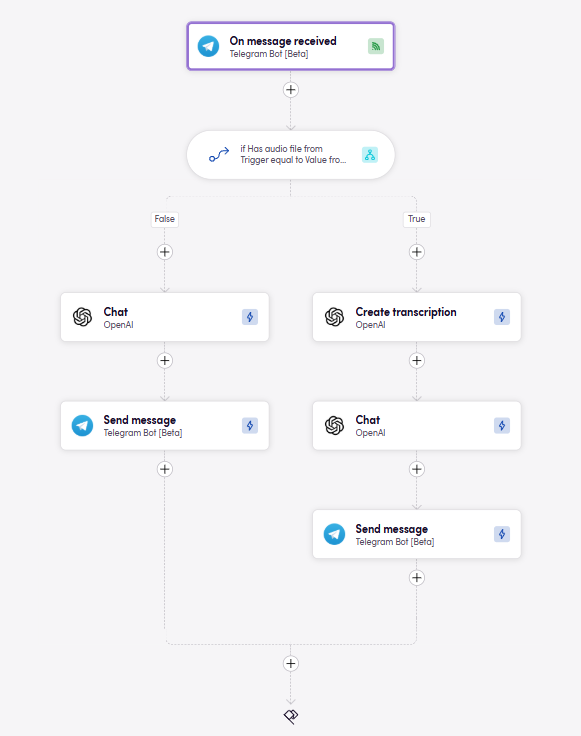 On message received
Telegram Bot [Beta]
if Has audio file from
Trigger equal to Value fro...
False
True
Chat
OpenAI
Create transcription
OpenAI
Send message
Telegram Bot [Beta]
Chat
OpenAI
Send message
Telegram Bot [Beta]